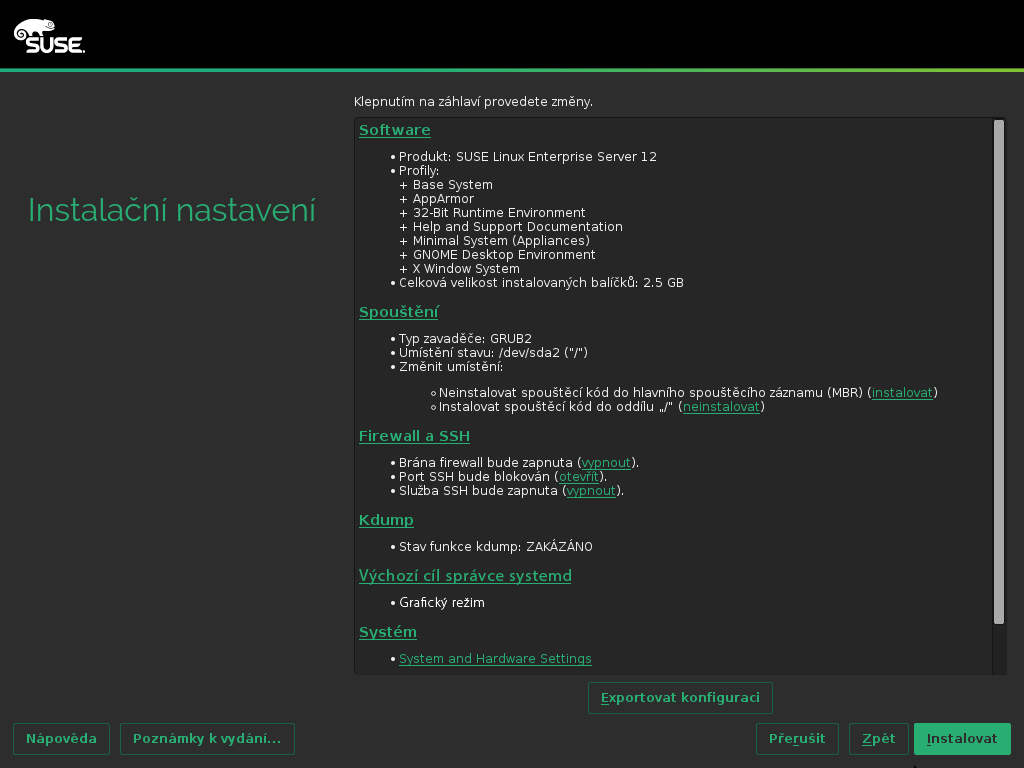 SUSE
Klepnutím na záhlaví provedete změny.
Instalační nastavení
Software
• Produkt: SUSE Linux Enterprise Server 12
• Profily:
+ Base System
+ AppArmor
+ 32-Bit Runtime Environment
+ Help and Support Documentation
+ Minimal System (Appliances)
+ GNOME Desktop Environment
+ X Window System
• Celková velikost instalovaných balíčků: 2.5 GB
Spouštění
• Typ zavaděče: GRUB2
• Umístění stavu: /dev/sda2 ("/")
• Změnit umístění:
Neinstalovat spouštěcí kód do hlavního spouštěcího záznamu (MBR) (instalovat)
Instalovat spouštěcí kód do oddílu „/" (neinstalovat)
Firewall a SSH
• Brána firewall bude zapnuta (vypnout).
• Port SSH bude blokován (otevřít).
• Služba SSH bude zapnuta (vypnout).
Kdump
• Stav funkce kdump: ZAKÁZÁNO
Výchozí cíl správce systemd
• Grafický režim
Systém
• System and Hardware Settings
Exportovat konfiguraci
Nápověda Poznámky k vydání... Přerušit Zpět Instalovat